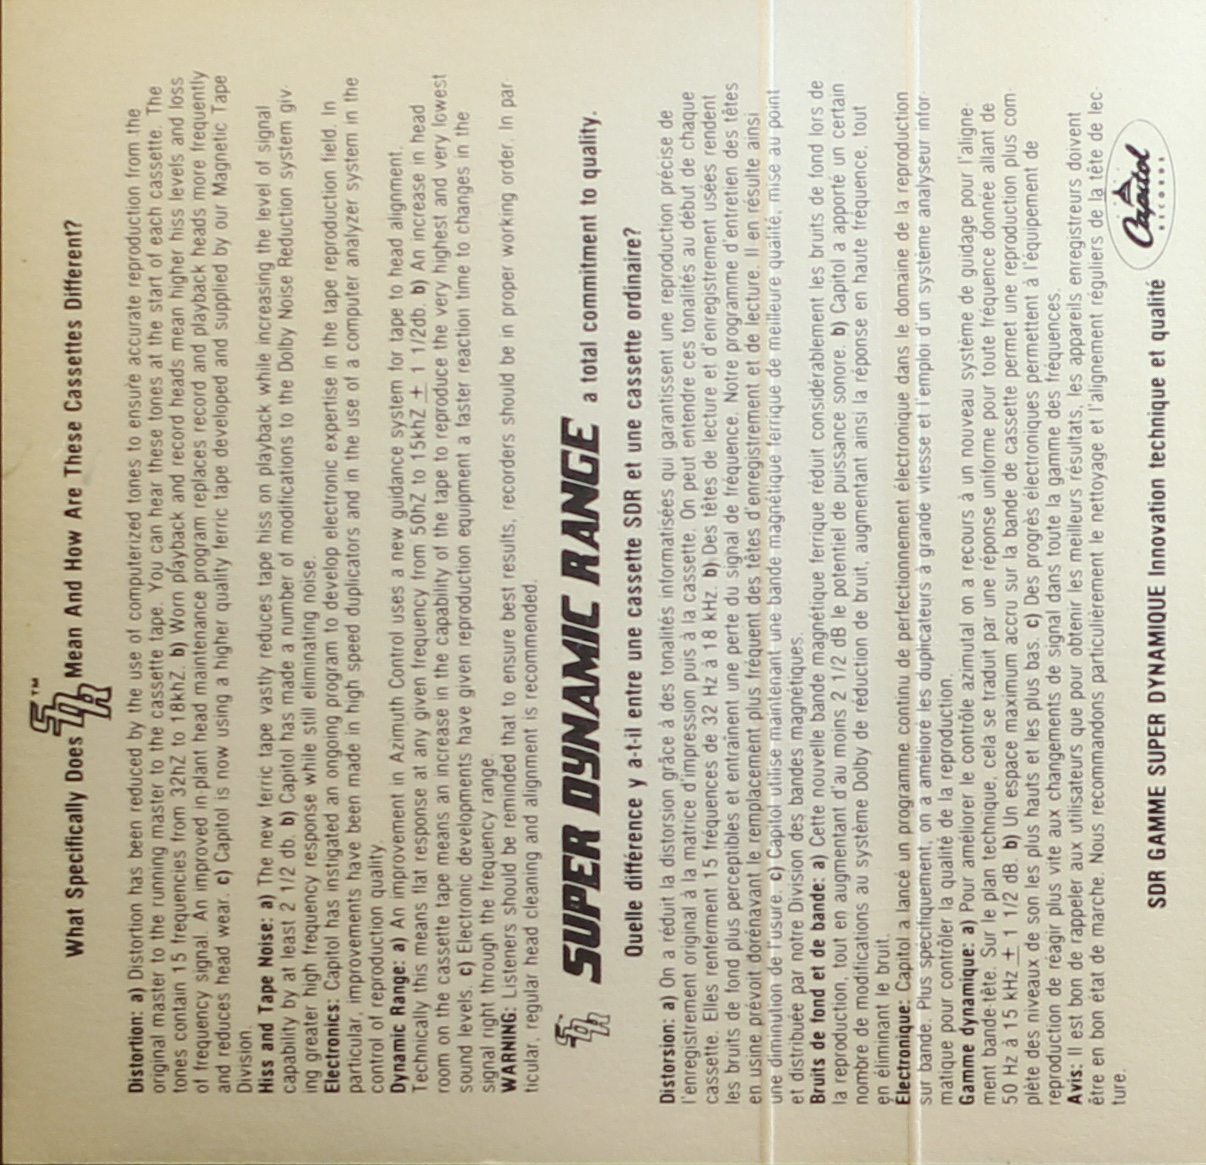 SDR™
What Specifically Does SDR Mean And How Are These Cassettes Different?
Distortion: a) Distortion has been reduced by the use of computerized tones to ensure accurate reproduction from the
original master to the running master to the cassette tape. You can hear these tones at the start of each cassette. The
tones contain 15 frequencies from 32hZ to 18khZ. b) Worn playback and record heads mean higher hiss levels and loss
of frequency signal. An improved in-plant head maintenance program replaces record and playback heads more frequently
and reduces head wear. c) Capitol is now using a higher quality ferric tape developed and supplied by our Magnetic Tape
Division.
Hiss and Tape Noise: a) The new ferric tape vastly reduces tape hiss on playback while increasing the level of signal
capability by at least 2 1/2 db. b) Capitol has made a number of modifications to the Dolby Noise Reduction system giv-
ing greater high frequency response while still eliminating noise.
Electronics: Capitol has instigated an ongoing program to develop electronic expertise in the tape reproduction field. In
particular, improvements have been made in high speed duplicators and in the use of a computer analyzer system in the
control of reproduction quality.
Dynamic Range: a) An improvement in Azimuth Control uses a new guidance system for tape to head alignment.
Technically this means flat response at any given frequency from 50hZ to 15khZ ± 1 1/2db. b) An increase in head
room on the cassette tape means an increase in the capability of the tape to reproduce the very highest and very lowest
sound levels. c) Electronic developments have given reproduction equipment a faster reaction time to changes in the
signal right through the frequency range.
WARNING: Listeners should be reminded that to ensure best results, recorders should be in proper working order. In par-
ticular, regular head cleaning and alignment is recommended.
SDR SUPER DYNAMIC RANGE a total commitment to quality.
Quelle différence y a-t-il entre une cassette SDR et une cassette ordinaire?
Distorsion: a) On a réduit la distorsion grâce à des tonalités informatisées qui garantissent une reproduction précise de
l'enregistrement original à la matrice d'impression puis à la cassette. On peut entendre ces tonalités au début de chaque
cassette. Elles renferment 15 fréquences de 32 Hz à 18 kHz. b) Des têtes de lecture et d'enregistrement usées rendent
les bruits de fond plus perceptibles et entraînent une perte du signal de fréquence. Notre programme d'entretien des têtes
en usine prévoit dorénavant le remplacement plus fréquent des têtes d'enregistrement et de lecture. Il en résulte ainsi
une diminution de l'usure. c) Capitol utilise maintenant une bande magnétique ferrique de meilleure qualité, mise au point
et distribuée par notre Division des bandes magnétiques.
Bruits de fond et de bande: a) Cette nouvelle bande magnétique ferrique réduit considérablement les bruits de fond lors de
la reproduction, tout en augmentant d'au moins 2 1/2 dB le potentiel de puissance sonore. b) Capitol a apporté un certain
nombre de modifications au système Dolby de réduction de bruit, augmentant ainsi la réponse en haute fréquence, tout
en éliminant le bruit.
Électronique: Capitol a lancé un programme continu de perfectionnement électronique dans le domaine de la reproduction
sur bande. Plus spécifiquement, on a amélioré les duplicateurs à grande vitesse et l'emploi d'un système analyseur infor-
matique pour contrôler la qualité de la reproduction.
Gamme dynamique: a) Pour améliorer le contrôle azimutal on a recours à un nouveau système de guidage pour l'aligne-
ment bande-tête. Sur le plan technique, cela se traduit par une réponse uniforme pour toute fréquence donnée allant de
50 Hz à 15 kHz ± 1 1/2 dB. b) Un espace maximum accru sur la bande de cassette permet une reproduction plus com-
plète des niveaux de son les plus hauts et les plus bas. c) Des progrès électroniques permettent à l'équipement de
reproduction de réagir plus vite aux changements de signal dans toute la gamme des fréquences.
Avis: Il est bon de rappeler aux utilisateurs que pour obtenir les meilleurs résultats, les appareils enregistreurs doivent
être en bon état de marche. Nous recommandons particulièrement le nettoyage et l'alignement réguliers de la tête de lec-
ture.
SDR GAMME SUPER DYNAMIQUE Innovation technique et qualité
Capitol
RECORDS